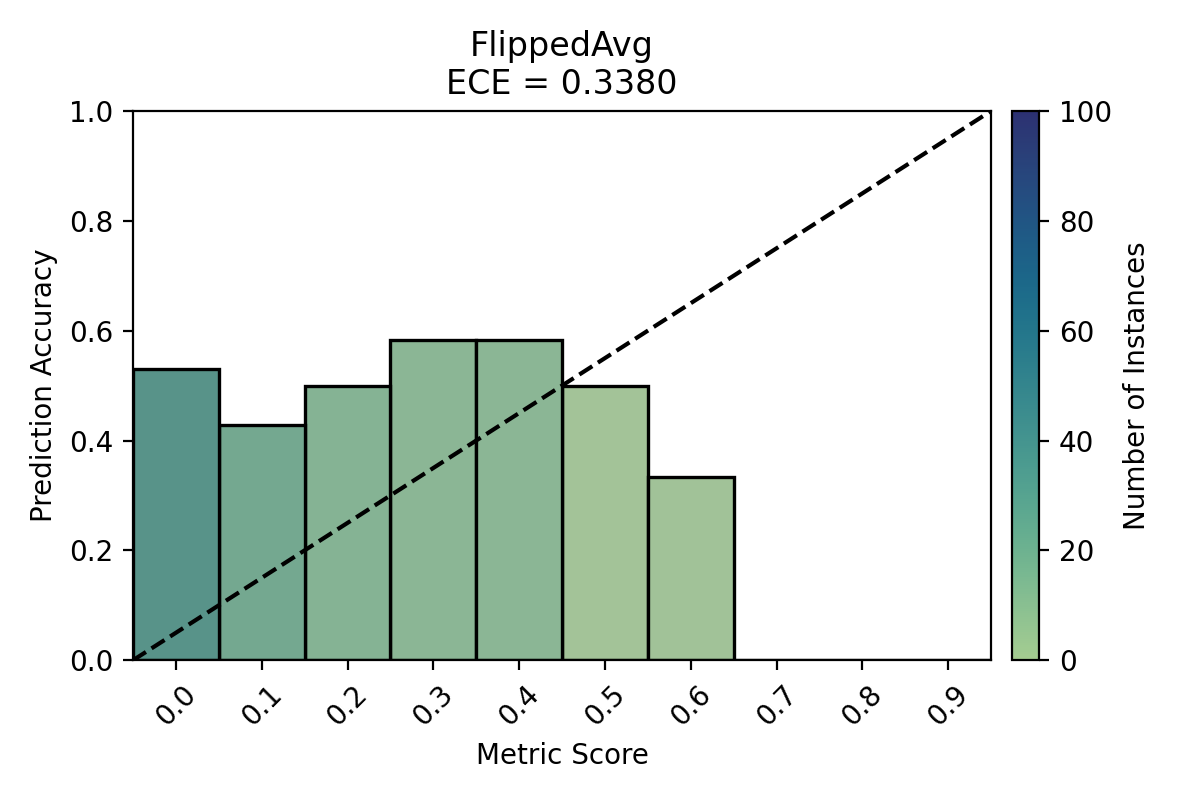 FlippedAvg
ECE = 0.3380
1.0
0.8
0.6
0.4
0.2
0.0
Prediction Accuracy
0.0 0.1 0.2 0.3 0.4 0.5 0.6 0.7 0.8 0.9
Metric Score
100
80
60
40
20
0
Number of Instances